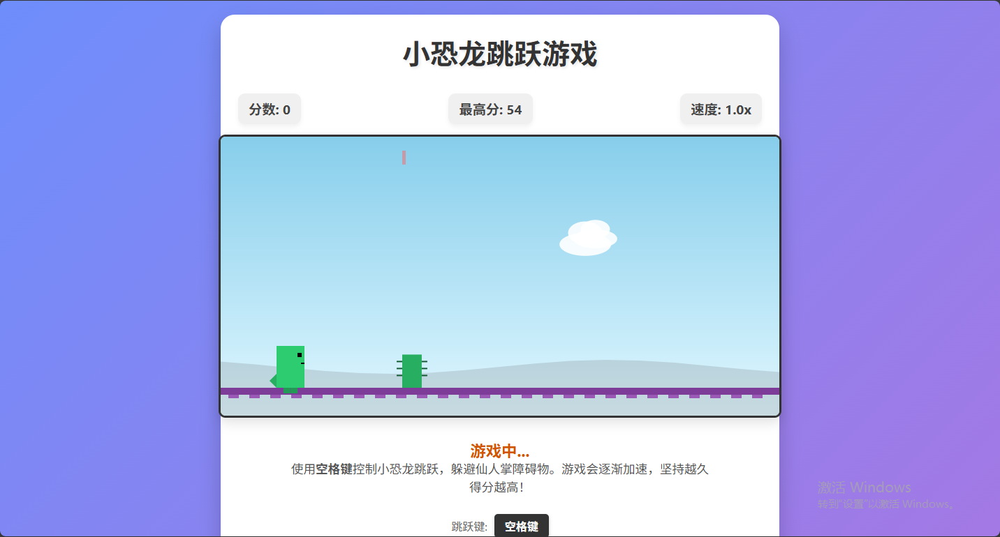 小恐龙跳跃游戏
分数: 0
最高分: 54
速度: 1.0x
游戏中...
使用空格键控制小恐龙跳跃，躲避仙人掌障碍物。游戏会逐渐加速，坚持越久
得分越高！
跳跃键:
空格键
激活 Windows
转到"设置"以激活 Windows。